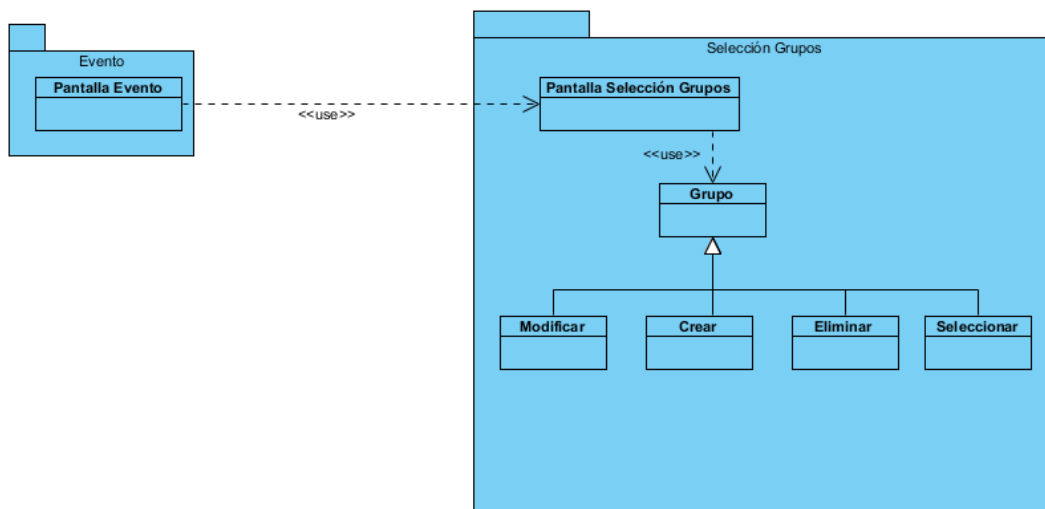 Evento
Pantalla Evento
<<use>>
Selección Grupos
Pantalla Selección Grupos
<<use>>
Grupo
Modificar
Crear
Eliminar
Seleccionar